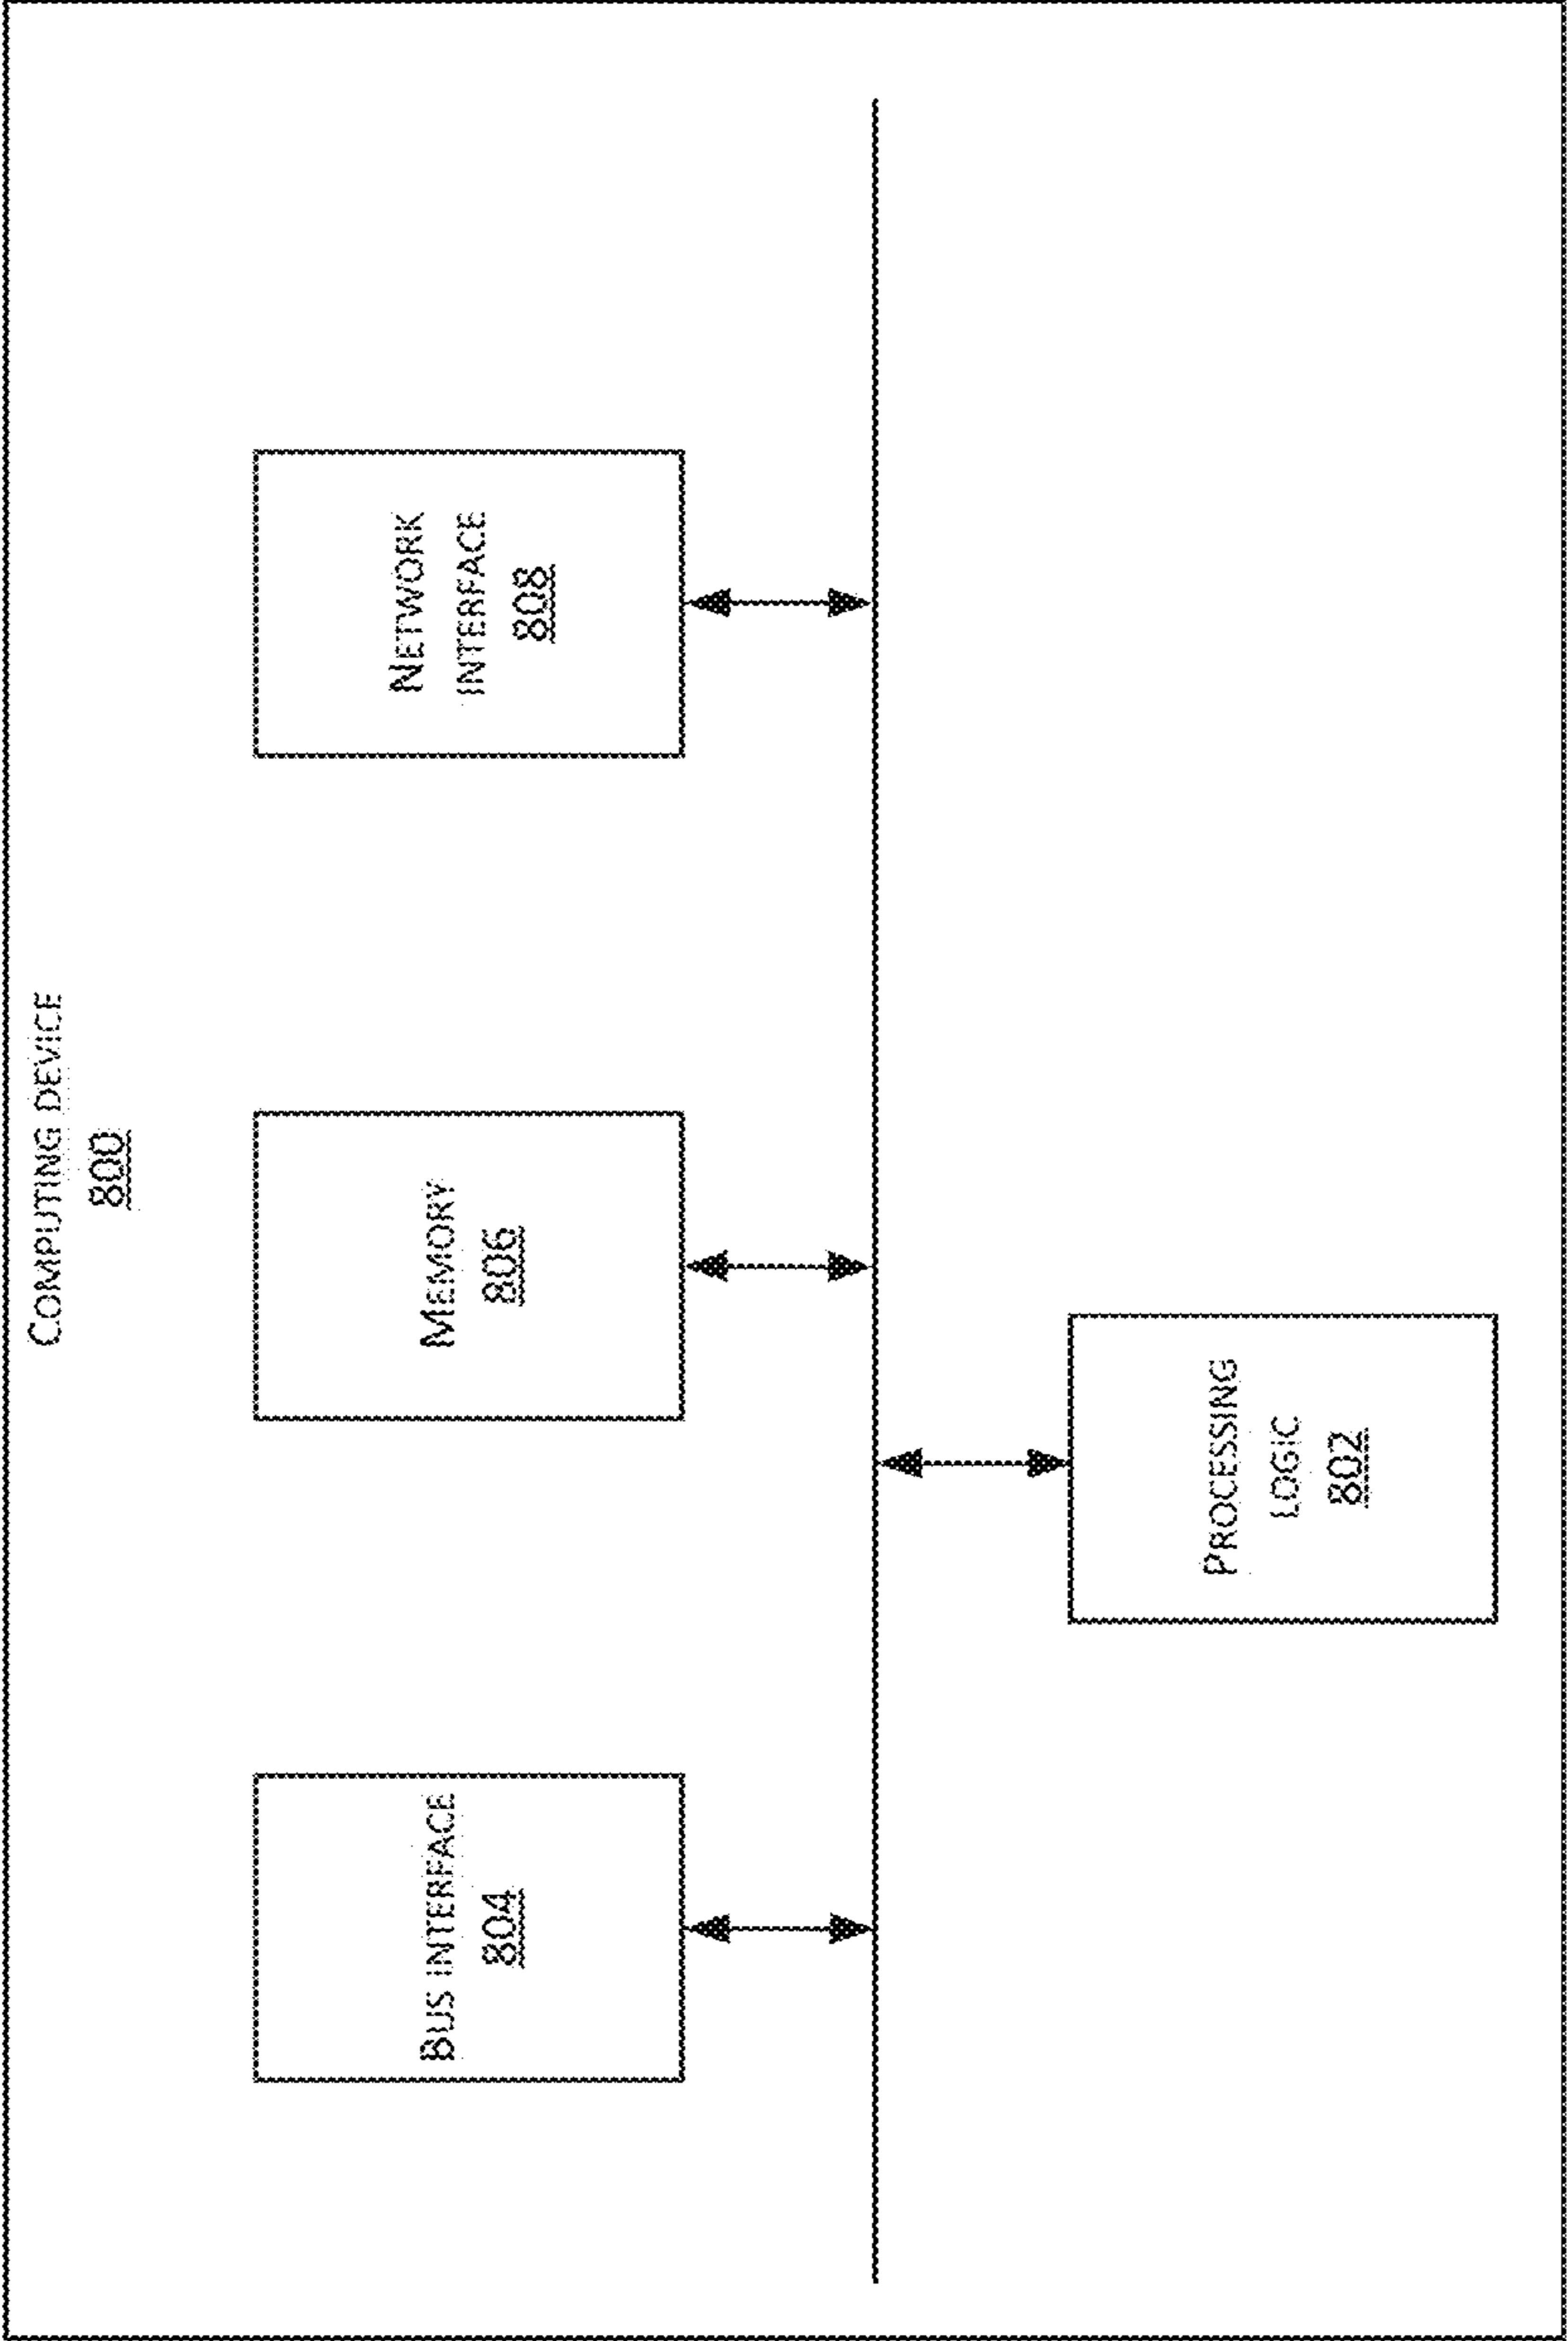 COMPUTING DEVICE
800
BUS INTERFACE
804
MEMORY
806
NETWORK
INTERFACE
808
PROCESSING
LOGIC
802